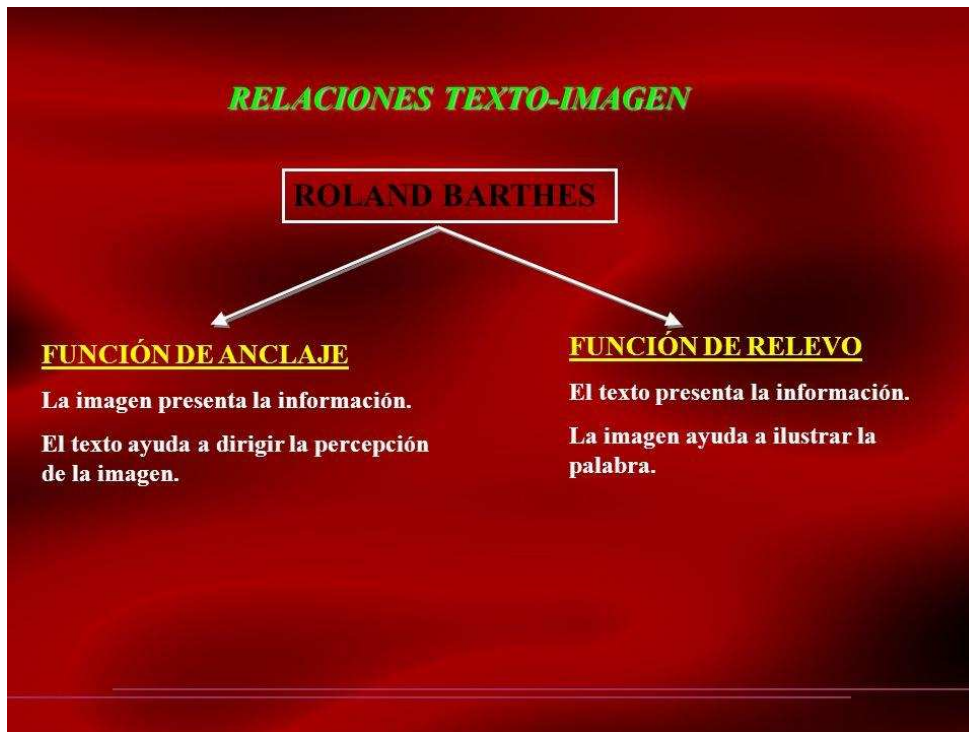 RELACIONES TEXTO-IMAGEN
ROLAND BARTHES
FUNCIÓN DE ANCLAJE
La imagen presenta la información.
El texto ayuda a dirigir la percepción
de la imagen.
FUNCIÓN DE RELEVO
El texto presenta la información.
La imagen ayuda a ilustrar la
palabra.